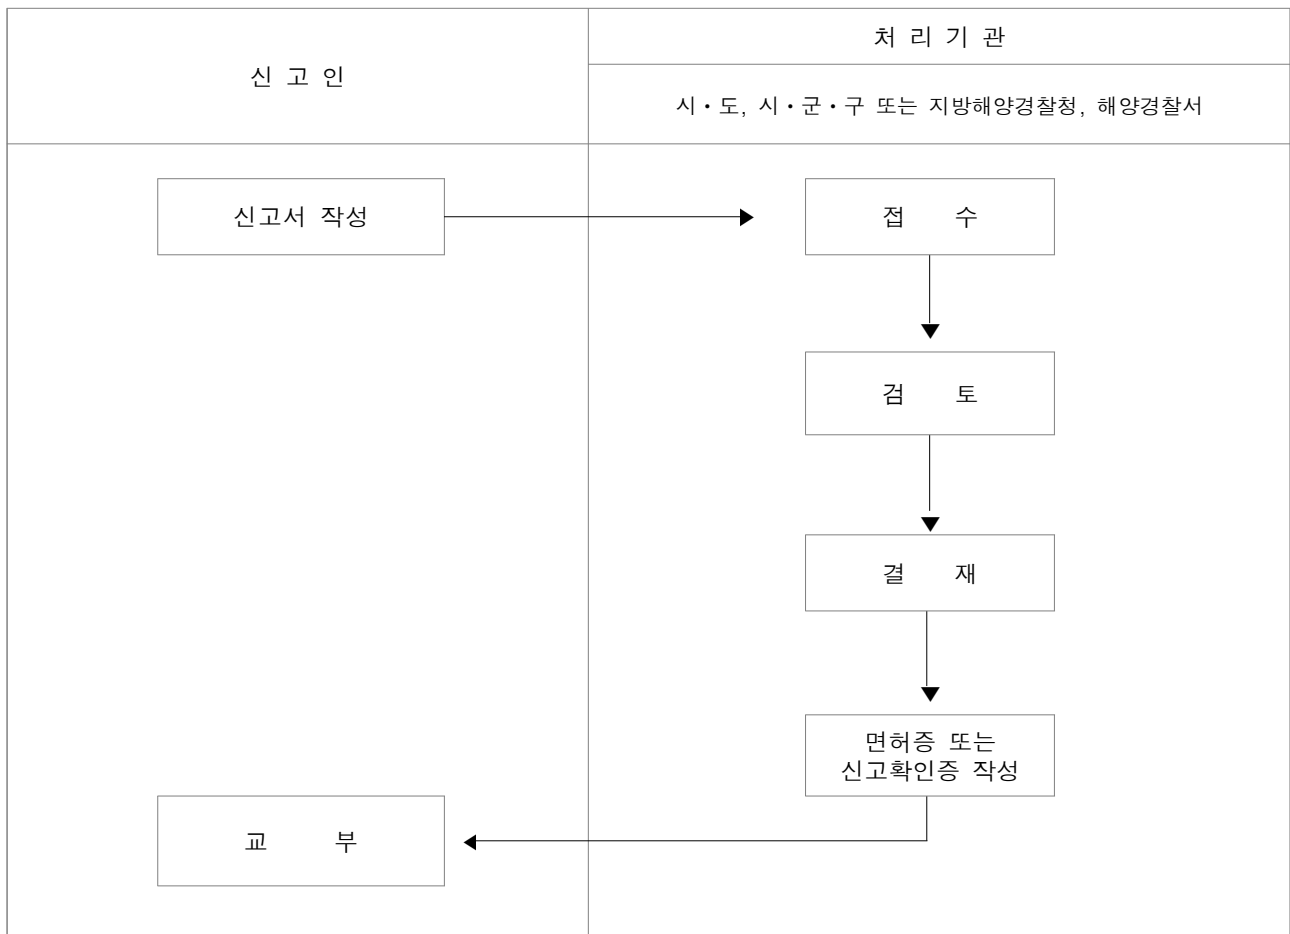 신 고 인
처 리 기 관
시·도, 시·군·구 또는 지방해양경찰청, 해양경찰서
신고서 작성
접 수
검 토
결 재
면허증 또는
신고확인증 작성
교 부